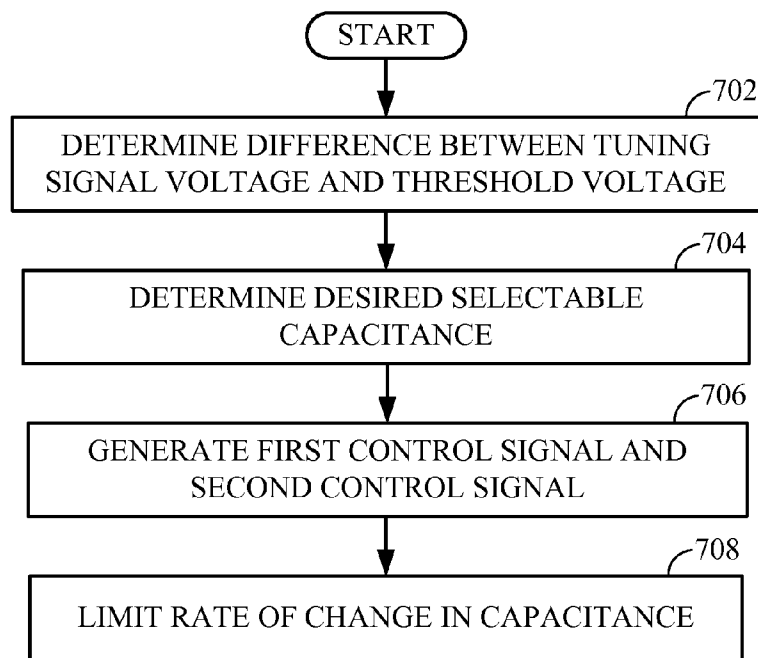 START
702
DETERMINE DIFFERENCE BETWEEN TUNING
SIGNAL VOLTAGE AND THRESHOLD VOLTAGE
704
DETERMINE DESIRED SELECTABLE
CAPACITANCE
706
GENERATE FIRST CONTROL SIGNAL AND
SECOND CONTROL SIGNAL
708
LIMIT RATE OF CHANGE IN CAPACITANCE